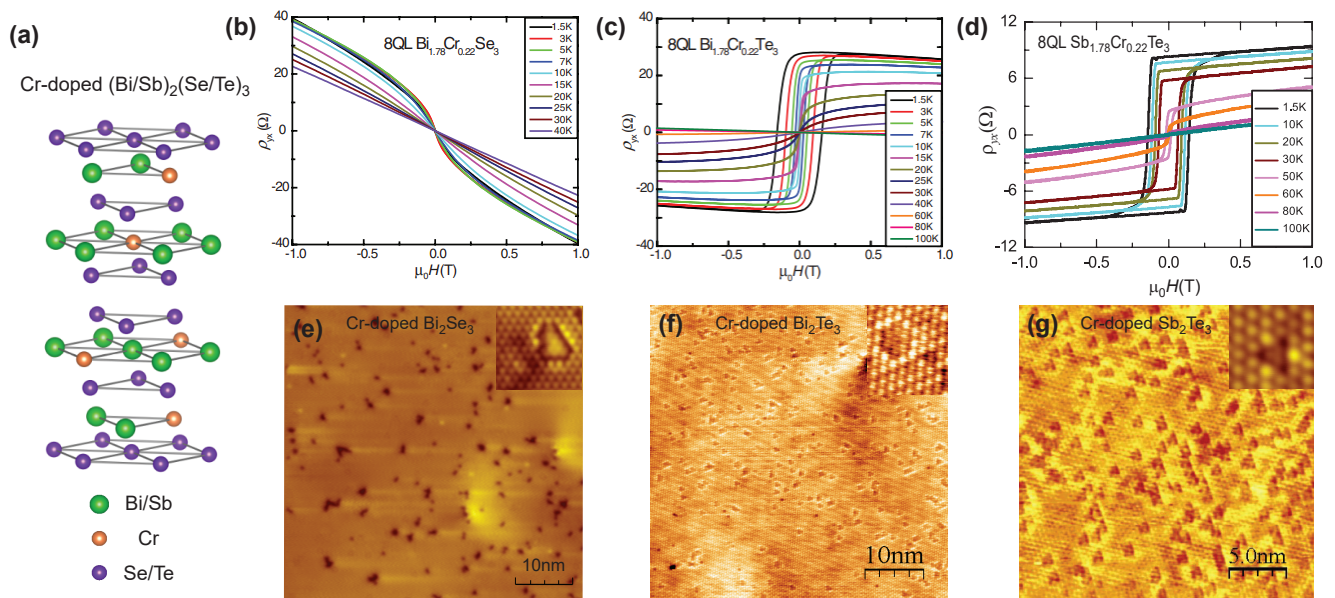 (a)
Cr-doped (Bi/Sb)₂(Se/Te)₃
Bi/Sb
Cr
Se/Te
(b)
8QL Bi₁.₇₈Cr₀.₂₂Se₃
1.5K
3K
5K
7K
10K
15K
20K
25K
30K
40K
40
20
0
20
40
ρyx (Ω)
-1.0
-0.5
0.0
0.5
1.0
μ₀H(T)
(c)
8QL Bi₁.₇₈Cr₀.₂₂Te₃
1.5K
3K
5K
7K
10K
15K
20K
25K
30K
40K
60K
80K
100K
40
20
0
-20
-40
ρyx (Ω)
-1.0
-0.5
0.0
0.5
1.0
μ₀H(T)
(d)
8QL Sb₁.₇₈Cr₀.₂₂Te₃
1.5K
10K
20K
30K
50K
60K
80K
100K
12
6
0
-6
-12
ρyx(Ω)
-1.0
-0.5
0.0
0.5
1.0
μ₀H(T)
(e)
Cr-doped Bi₂Se₃
10nm
(f)
Cr-doped Bi₂Te₃
10nm
(g)
Cr-doped Sb₂Te₃
5.0nm